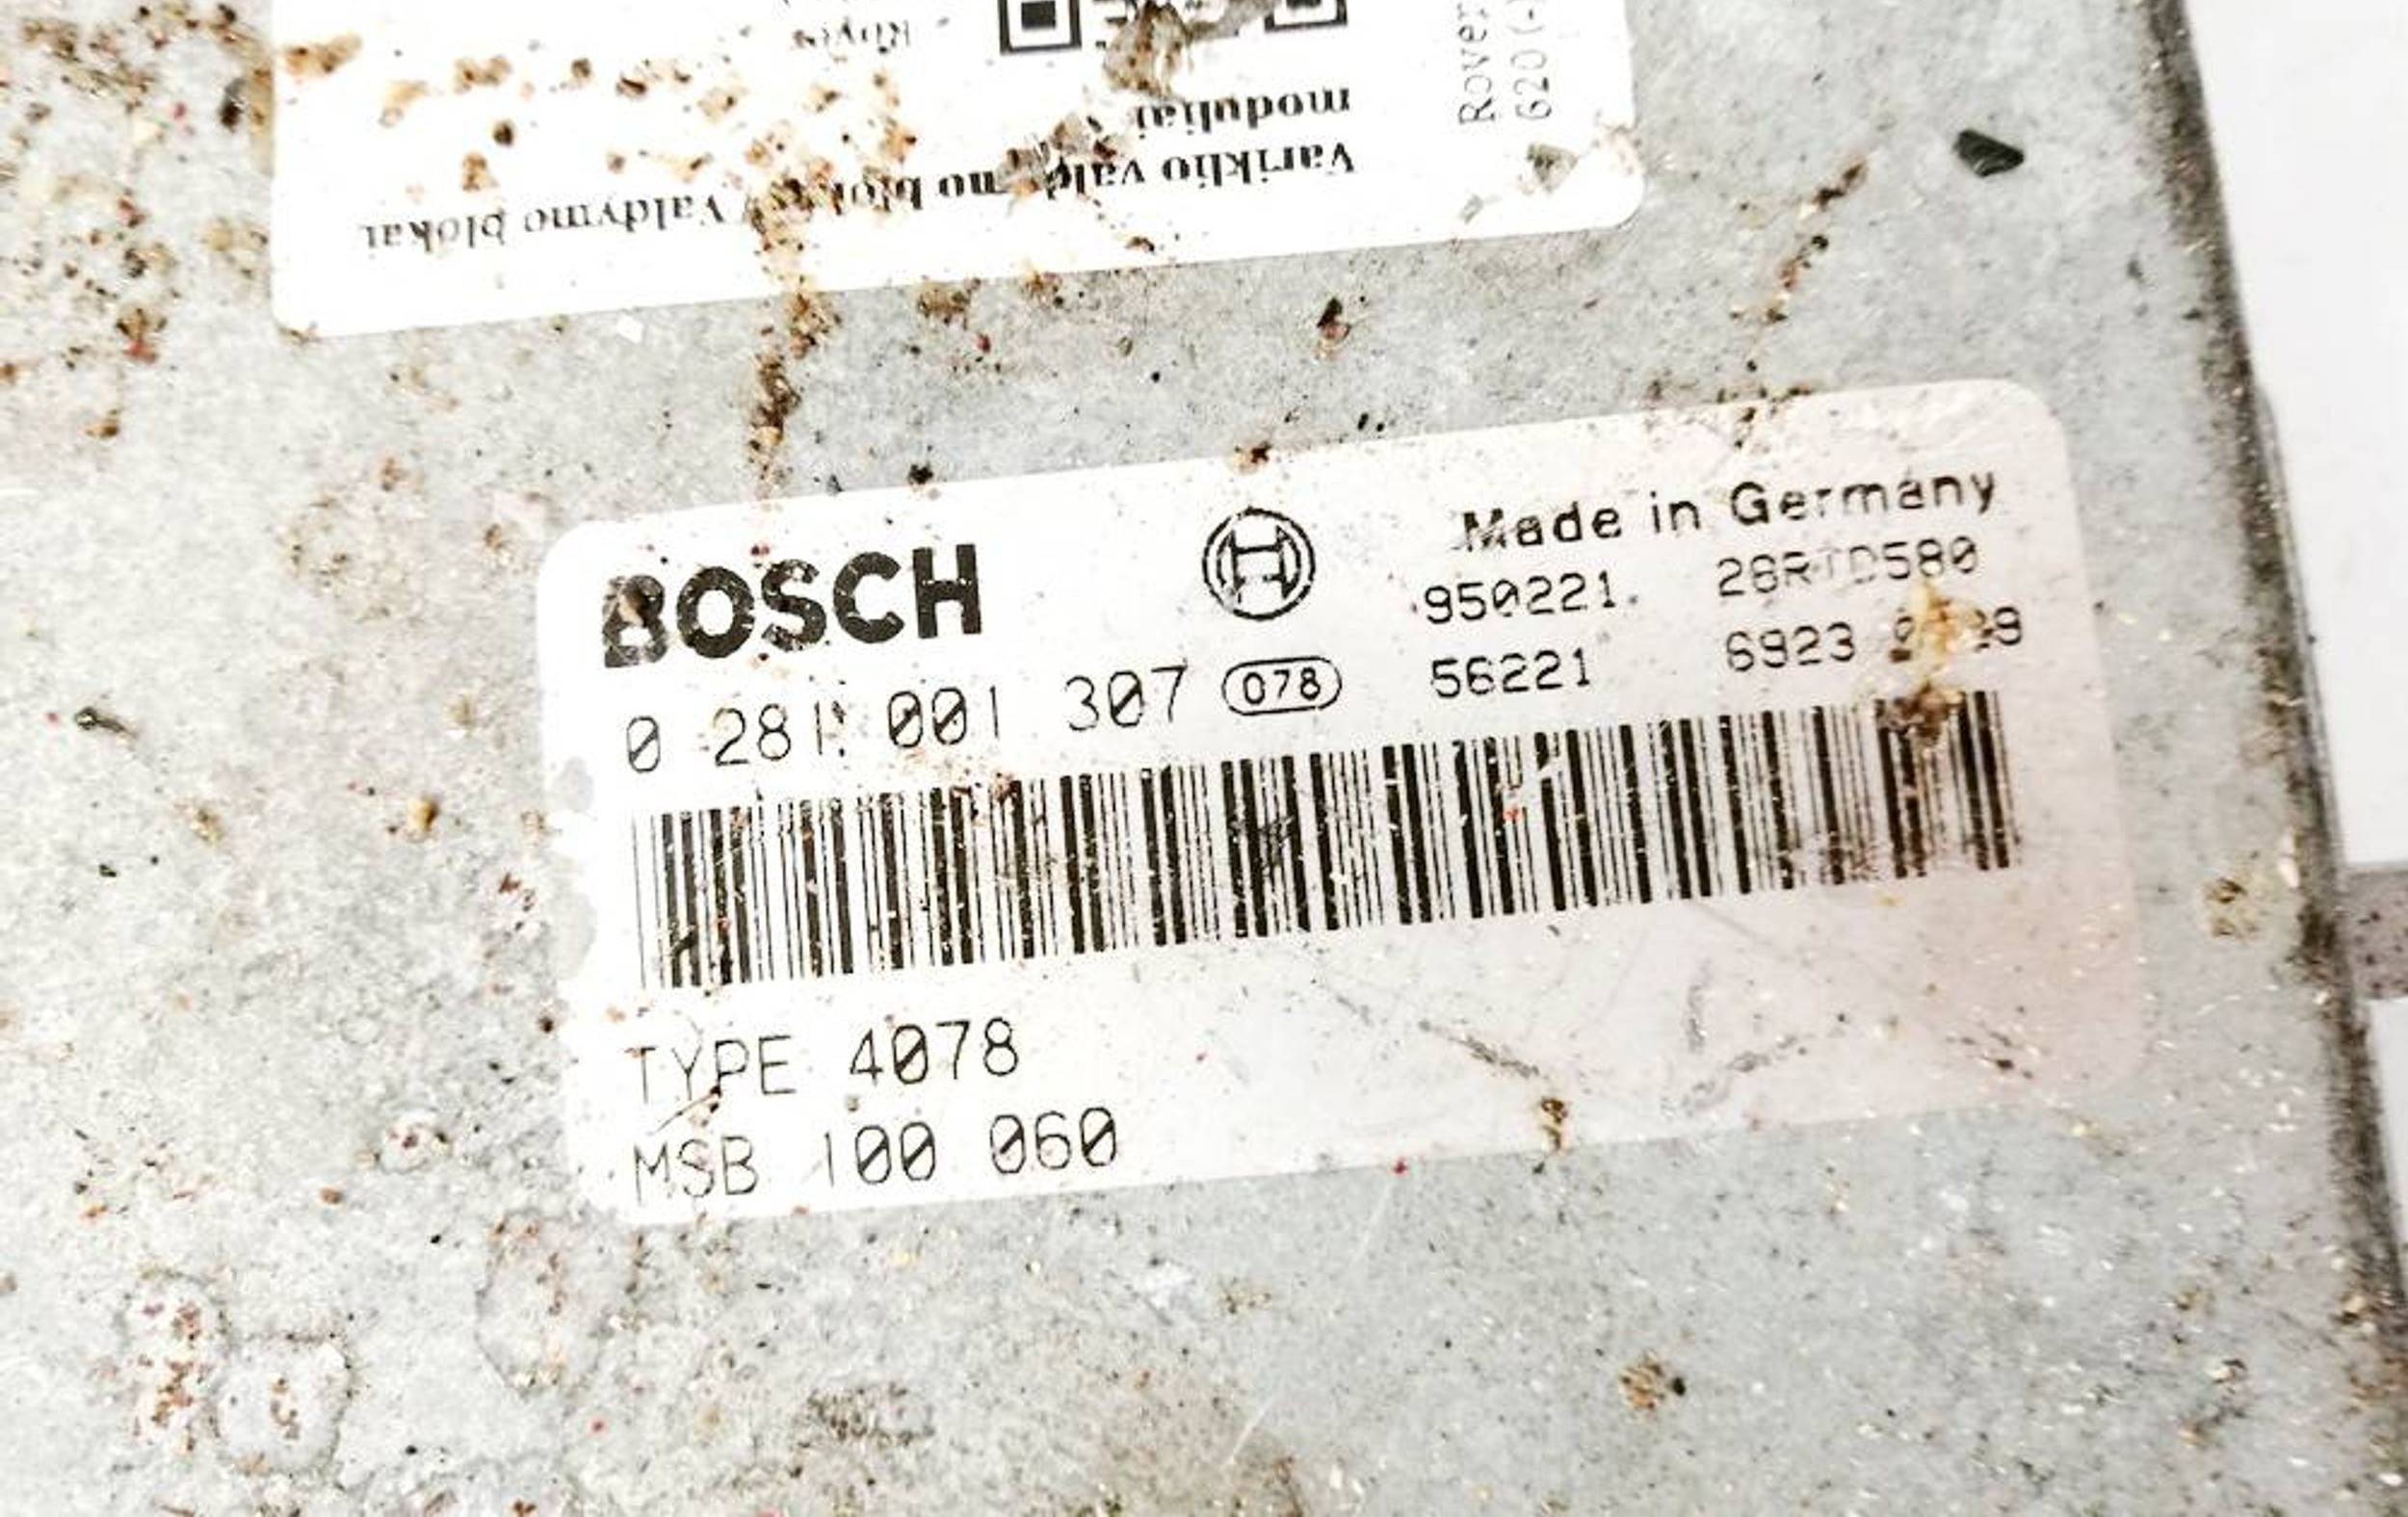 Rover
620 (-
moduliai
Variklio valdymo blokai Valdymo blokai
BOSCH
Made in Germany
950221. 28RTD580
0 281 001 307 078
56221 6923
TYPE 4078
MSB 100 060